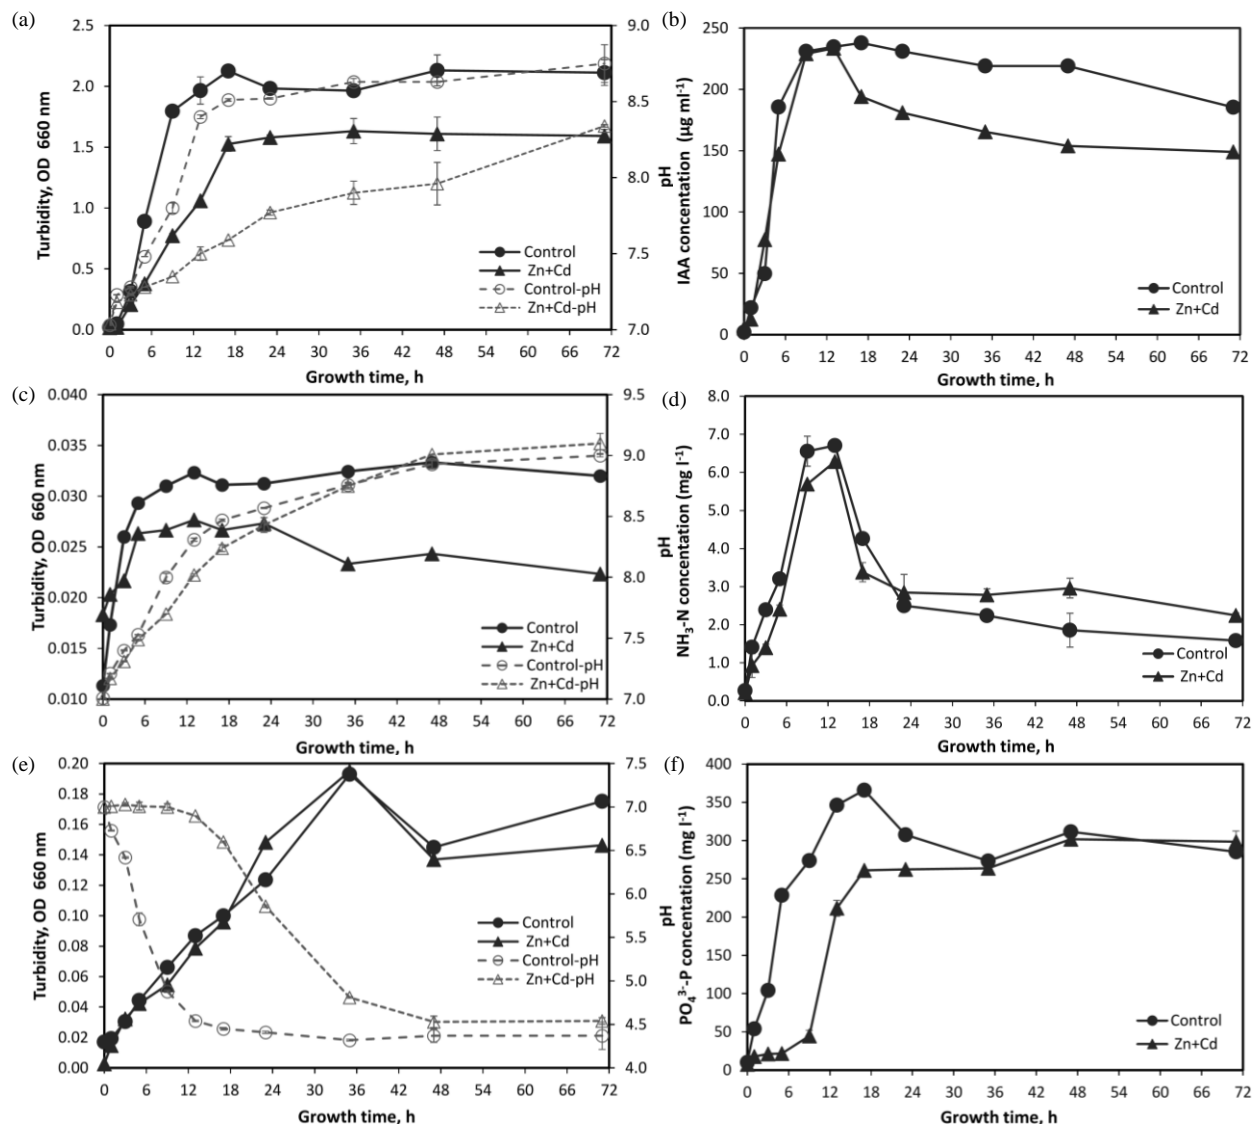 (a)
2.5
2.0
1.5
1.0
0.5
0.0
Turbidity, OD 660 nm
9.0
8.5
8.0
7.5
7.0
pH
Control
Zn+Cd
Control-pH
Zn+Cd-pH
0 6 12 18 24 30 36 42 48 54 60 66 72
Growth time, h
(b)
250
200
150
100
50
0
IAA concentration (µg ml⁻¹)
Control
Zn+Cd
0 6 12 18 24 30 36 42 48 54 60 66 72
Growth time, h
(c)
0.040
0.035
0.030
0.025
0.020
0.015
0.010
Turbidity, OD 660 nm
9.5
9.0
8.5
8.0
7.5
7.0
pH
Control
Zn+Cd
Control-pH
Zn+Cd-pH
0 6 12 18 24 30 36 42 48 54 60 66 72
Growth time, h
(d)
8.0
7.0
6.0
5.0
4.0
3.0
2.0
1.0
0.0
NH₃-N concentration (mg l⁻¹)
Control
Zn+Cd
0 6 12 18 24 30 36 42 48 54 60 66 72
Growth time, h
(e)
0.20
0.18
0.16
0.14
0.12
0.10
0.08
0.06
0.04
0.02
0.00
Turbidity, OD 660 nm
7.5
7.0
6.5
6.0
5.5
5.0
4.5
4.0
pH
Control
Zn+Cd
Control-pH
Zn+Cd-pH
0 6 12 18 24 30 36 42 48 54 60 66 72
Growth time, h
(f)
400
350
300
250
200
150
100
50
0
PO₄³⁻-P concentration (mg l⁻¹)
Control
Zn+Cd
0 6 12 18 24 30 36 42 48 54 60 66 72
Growth time, h